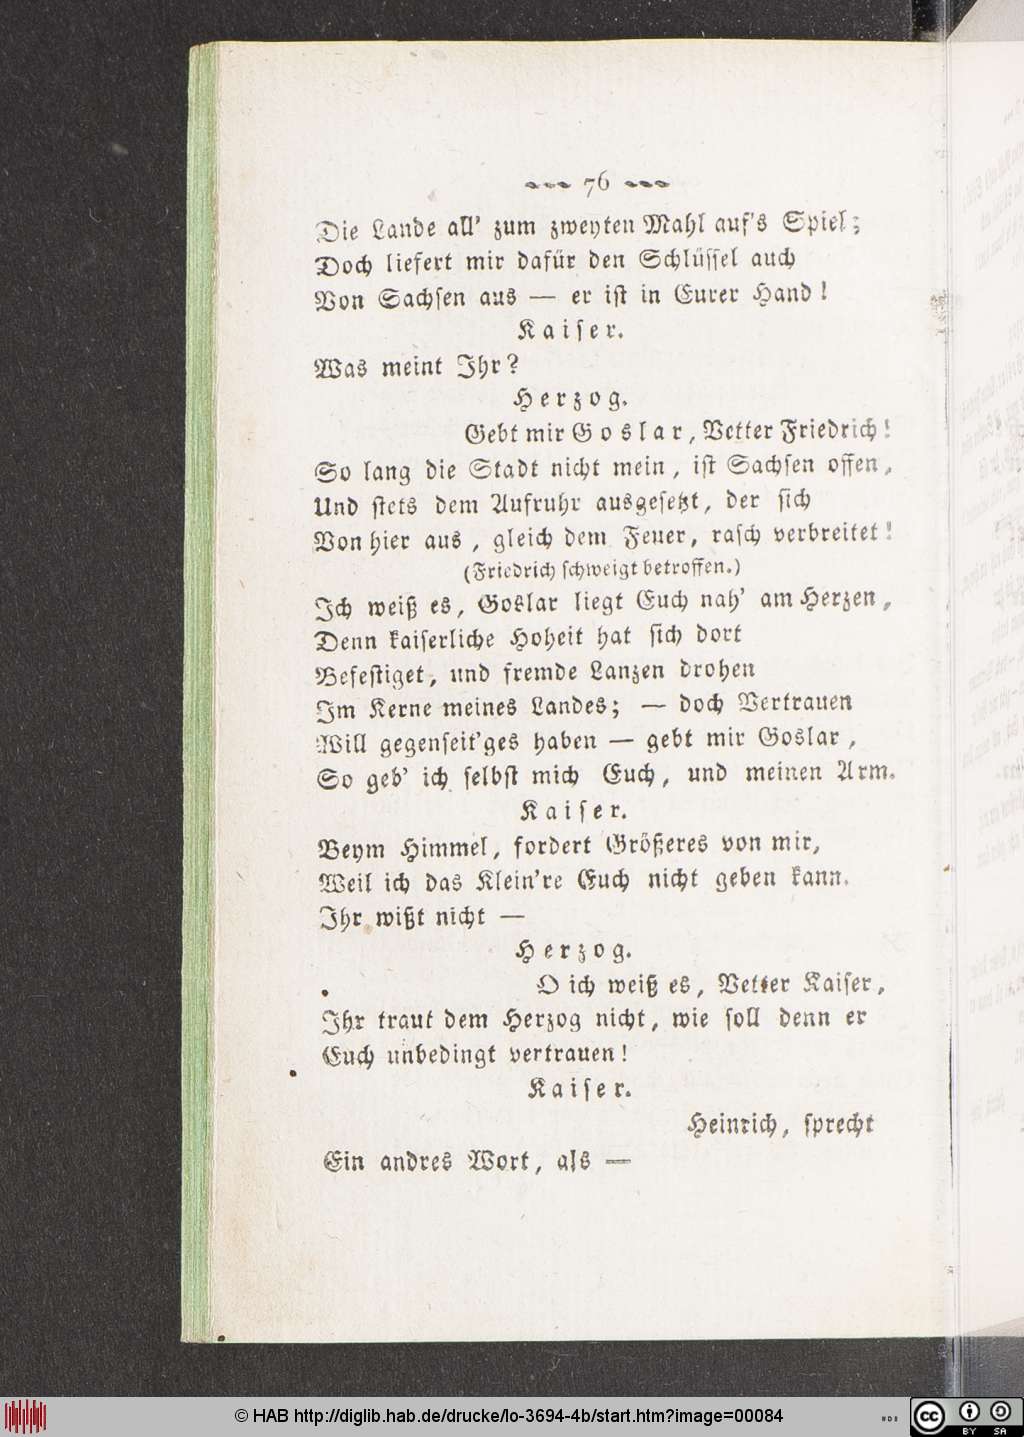 76
Die Lande all' zum zweyten Mahl auf's Spiel;
Doch liefert mir dafür den Schlüssel auch
Von Sachsen aus — er ist in Eurer Hand!
Kaiser.
Was meint Ihr?
Herzog.
Gebt mir Goslar, Vetter Friedrich!
So lang die Stadt nicht mein, ist Sachsen offen,
Und stets dem Aufruhr ausgesetzt, der sich
Von hier aus, gleich dem Feuer, rasch verbreitet!
(Friedrich schweigt betroffen.)
Ich weiß es, Goslar liegt Euch nah' am Herzen,
Denn kaiserliche Hoheit hat sich dort
Befestiget, und fremde Lanzen drohen
Im Kerne meines Landes; — doch Vertrauen
Will gegenseit'ges haben — gebt mir Goslar,
So geb' ich selbst mich Euch, und meinen Arm.
Kaiser.
Beym Himmel, fordert Größeres von mir,
Weil ich das Klein're Euch nicht geben kann.
Ihr wißt nicht —
Herzog.
O ich weiß es, Vetter Kaiser,
Ihr traut dem Herzog nicht, wie soll denn er
Euch unbedingt vertrauen!
Kaiser.
Heinrich, sprecht
Ein andres Wort, als —
© HAB http://diglib.hab.de/drucke/lo-3694-4b/start.htm?image=00084
cc BY SA